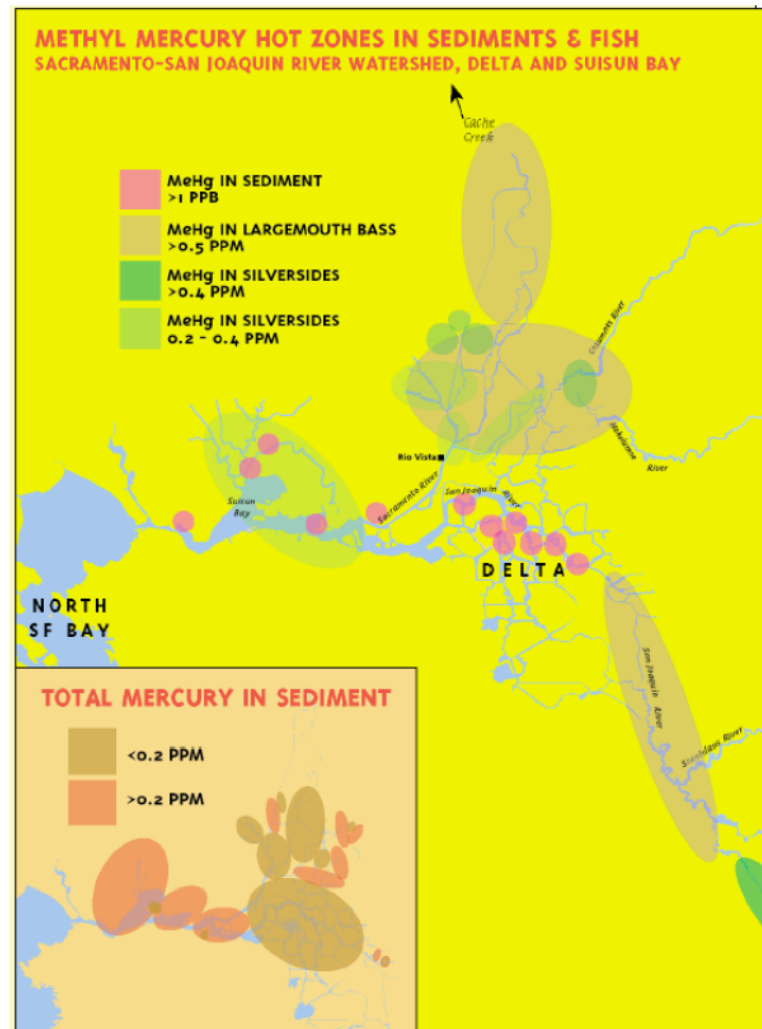 METHYL MERCURY HOT ZONES IN SEDIMENTS & FISH
SACRAMENTO-SAN JOAQUIN RIVER WATERSHED, DELTA AND SUISUN BAY
Cache
Creek
MeHg IN SEDIMENT
>1 PPB
MeHg IN LARGEMOUTH BASS
>0.5 PPM
MeHg IN SILVERSIDES
>0.4 PPM
MeHg IN SILVERSIDES
0.2 - 0.4 PPM
Cosumnes River
Mokelumne
River
Rio Vista
Sacramento River
San Joaquin
River
Suisun
Bay
DELTA
NORTH
SF BAY
San Joaquin River
Stanislaus River
TOTAL MERCURY IN SEDIMENT
<0.2 PPM
>0.2 PPM